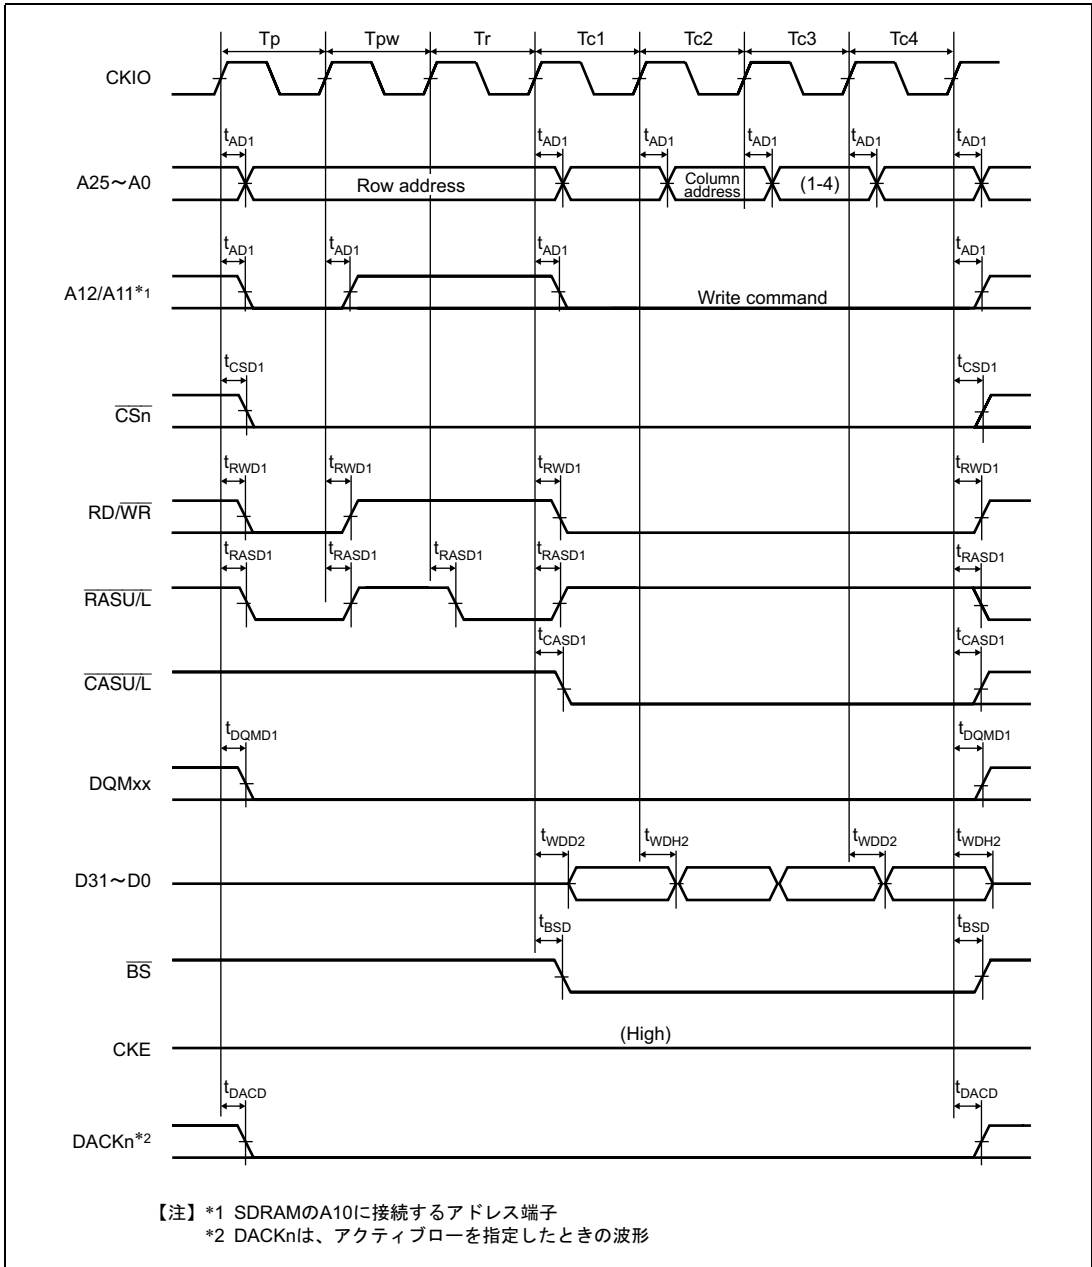 Tp Tpw Tr Tc1 Tc2 Tc3 Tc4
CKIO
tAD1 tAD1 tAD1 tAD1 tAD1 tAD1
A25～A0 Row address Column address (1-4)
tAD1 tAD1 tAD1 tAD1
A12/A11*1 Write command
tCSD1 tCSD1
CSn
tRWD1 tRWD1 tRWD1 tRWD1
RD/WR
tRASD1 tRASD1 tRASD1 tRASD1 tRASD1
RASU/L
tCASD1 tCASD1
CASU/L
tDQMD1 tDQMD1
DQMxx
tWDD2 tWDH2 tWDD2 tWDH2
D31～D0
tBSD tBSD
BS
(High)
CKE
tDACD tDACD
DACKn*2
【注】*1 SDRAMのA10に接続するアドレス端子
*2 DACKnは、アクティブローを指定したときの波形